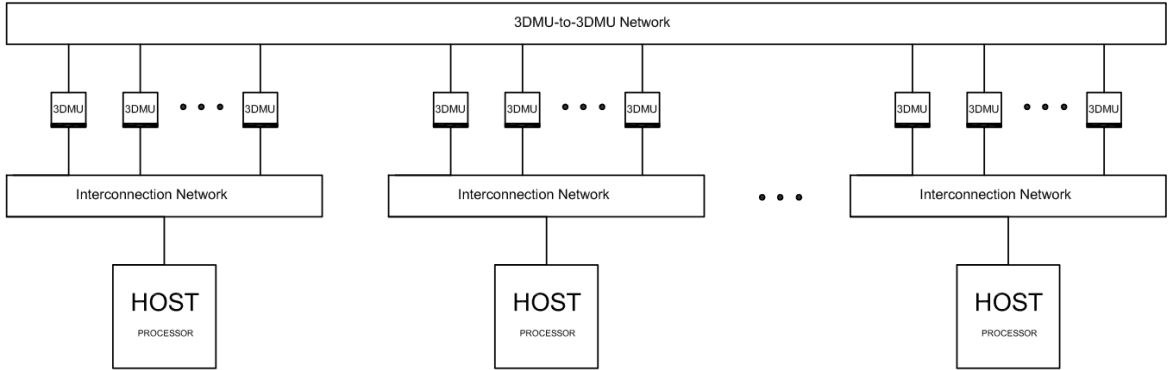 3DMU-to-3DMU Network
3DMU 3DMU 3DMU 3DMU 3DMU 3DMU 3DMU 3DMU 3DMU
Interconnection Network Interconnection Network Interconnection Network
HOST HOST HOST
PROCESSOR PROCESSOR PROCESSOR